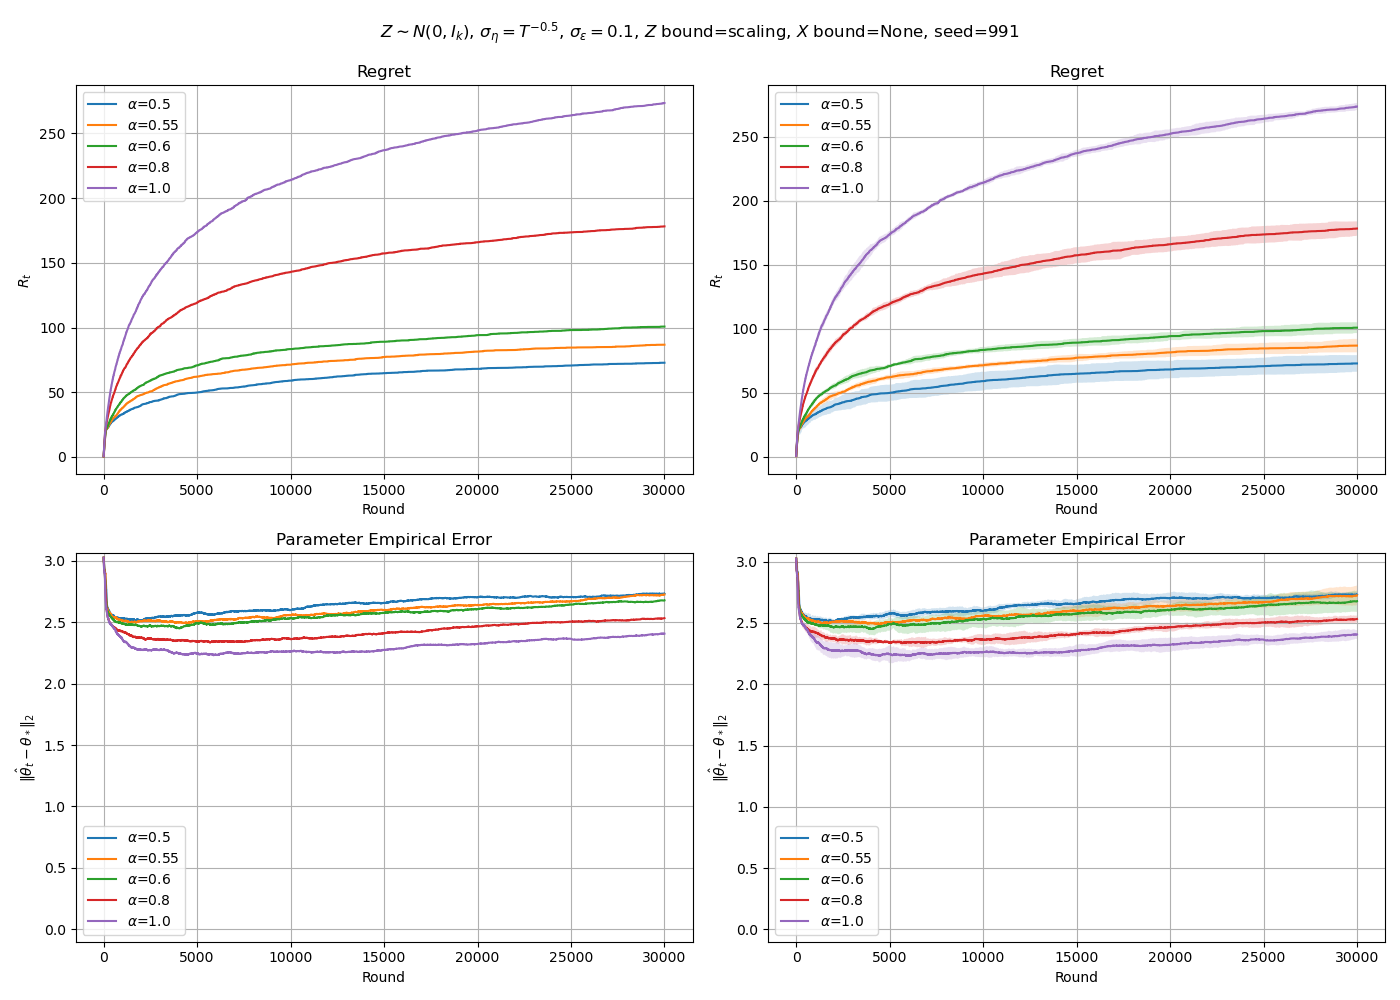 Z ∼ N(0, I_k), σ_η = T^{−0.5}, σ_ε = 0.1, Z bound=scaling, X bound=None, seed=991
Regret
R_t
250
200
150
100
50
0
α=0.5
α=0.55
α=0.6
α=0.8
α=1.0
0 5000 10000 15000 20000 25000 30000
Round
Regret
R_t
250
200
150
100
50
0
α=0.5
α=0.55
α=0.6
α=0.8
α=1.0
0 5000 10000 15000 20000 25000 30000
Round
Parameter Empirical Error
‖θ̂_t − θ_*‖_2
3.0
2.5
2.0
1.5
1.0
0.5
0.0
α=0.5
α=0.55
α=0.6
α=0.8
α=1.0
0 5000 10000 15000 20000 25000 30000
Round
Parameter Empirical Error
‖θ̂_t − θ_*‖_2
3.0
2.5
2.0
1.5
1.0
0.5
0.0
α=0.5
α=0.55
α=0.6
α=0.8
α=1.0
0 5000 10000 15000 20000 25000 30000
Round